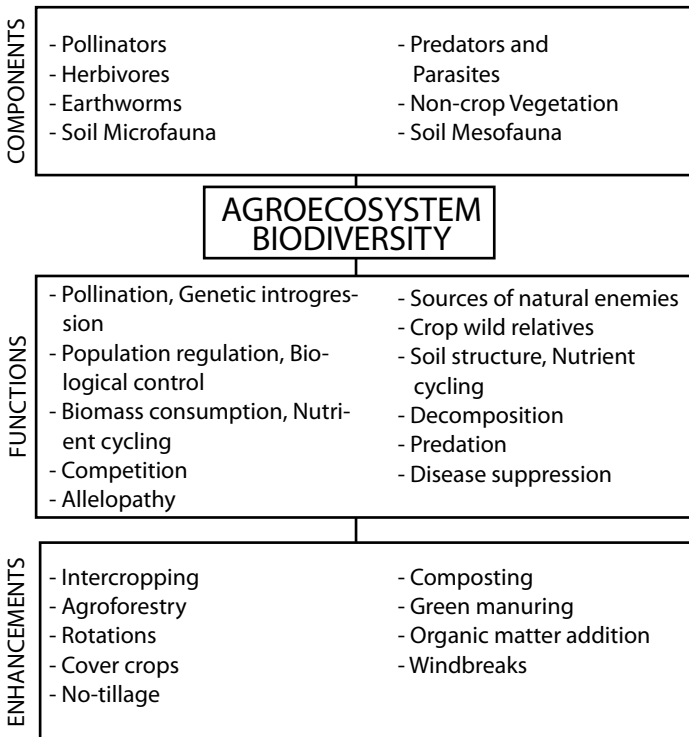 COMPONENTS
- Pollinators
- Herbivores
- Earthworms
- Soil Microfauna
- Predators and
Parasites
- Non-crop Vegetation
- Soil Mesofauna
AGROECOSYSTEM
BIODIVERSITY
FUNCTIONS
- Pollination, Genetic introgres-
sion
- Population regulation, Bio-
logical control
- Biomass consumption, Nutri-
ent cycling
- Competition
- Allelopathy
- Sources of natural enemies
- Crop wild relatives
- Soil structure, Nutrient
cycling
- Decomposition
- Predation
- Disease suppression
ENHANCEMENTS
- Intercropping
- Agroforestry
- Rotations
- Cover crops
- No-tillage
- Composting
- Green manuring
- Organic matter addition
- Windbreaks